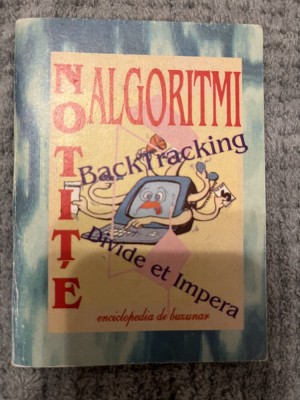 NOTIȚE
ALGORITMI
BackTracking
Divide et Impera
enciclopedia de buzunar